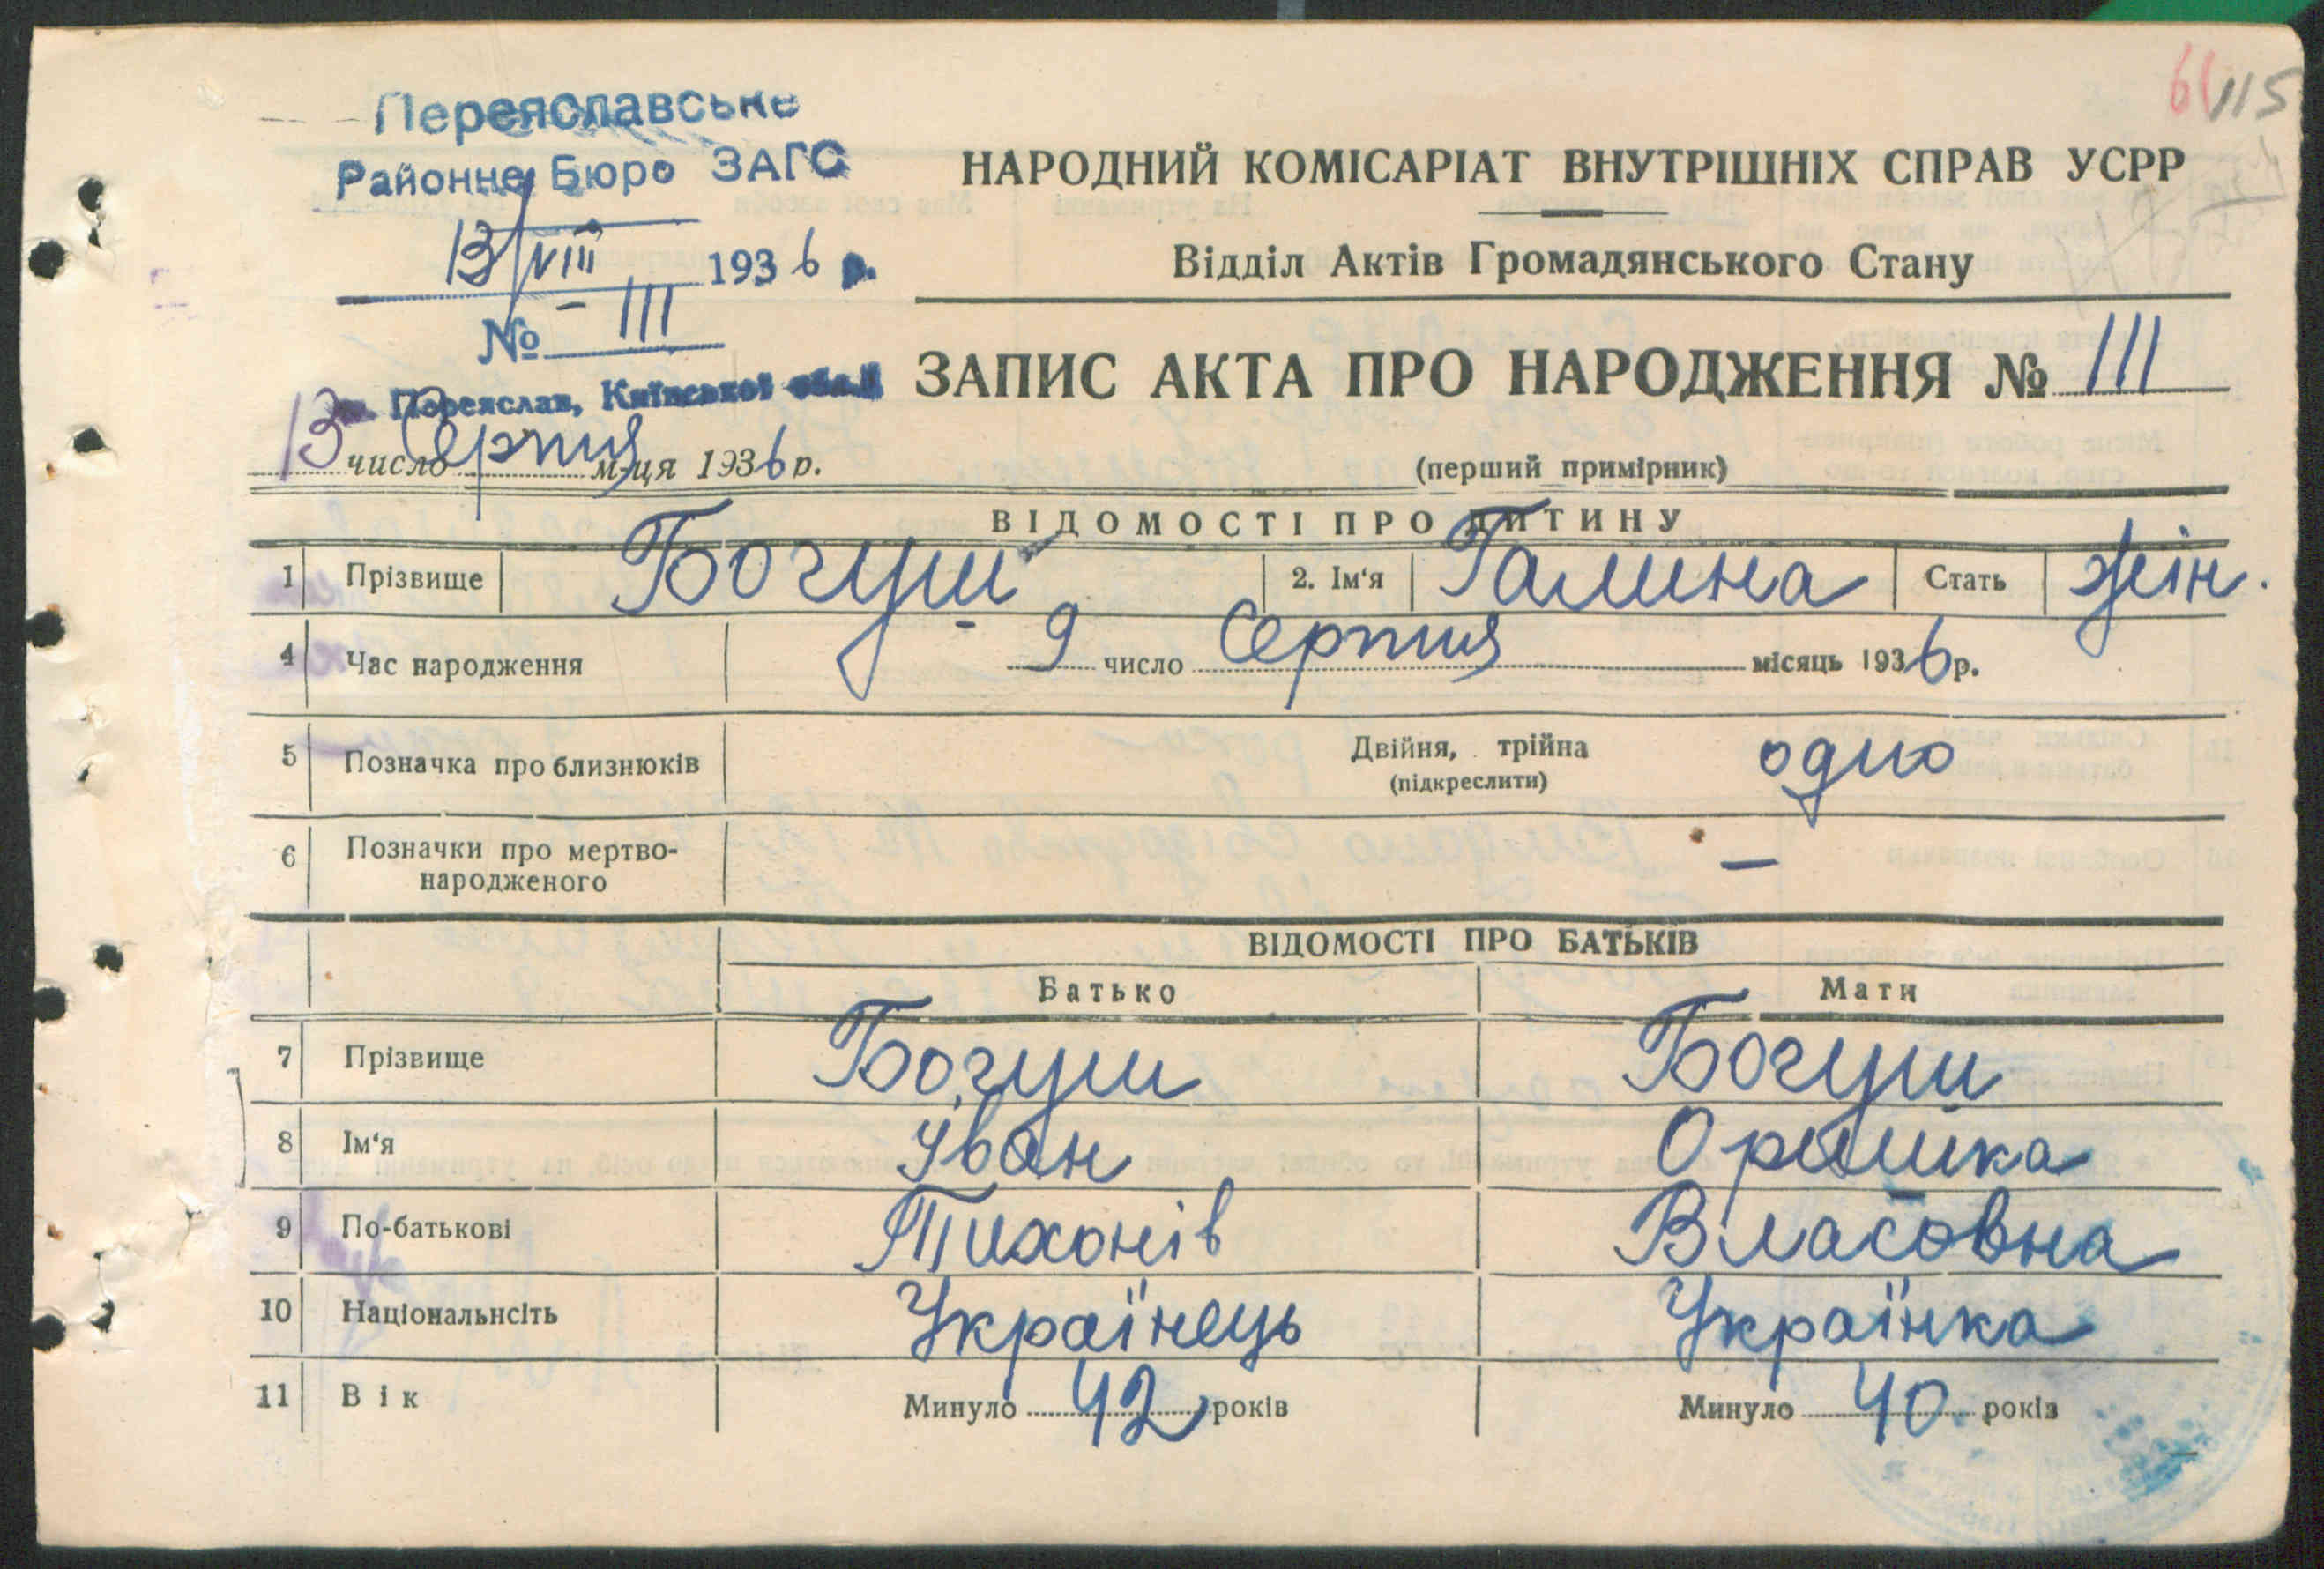 61 115
Переяславське
Районне Бюро ЗАГС
13/VIII 1936 р.
№ - 111
м. Переяслав, Київської обл.
НАРОДНИЙ КОМІСАРІАТ ВНУТРІШНІХ СПРАВ УСРР
Відділ Актів Громадянського Стану
ЗАПИС АКТА ПРО НАРОДЖЕННЯ № 111
13 число Серпня м-ця 1936 р.
(перший примірник)
ВІДОМОСТІ ПРО ДИТИНУ
1 Прізвище Богуш 2. Ім'я Галина Стать жін.
4 Час народження 9 число Серпня місяць 1936 р.
5 Позначка про близнюків Двійня, трійна одно
(підкреслити)
6 Позначки про мертво-
народженого —
ВІДОМОСТІ ПРО БАТЬКІВ
Батько Мати
7 Прізвище Богуш Богуш
8 Ім'я Іван Оришка
9 По-батькові Тихонів Власовна
10 Національнсіть Українець Українка
11 Вік Минуло 42 років Минуло 40 років